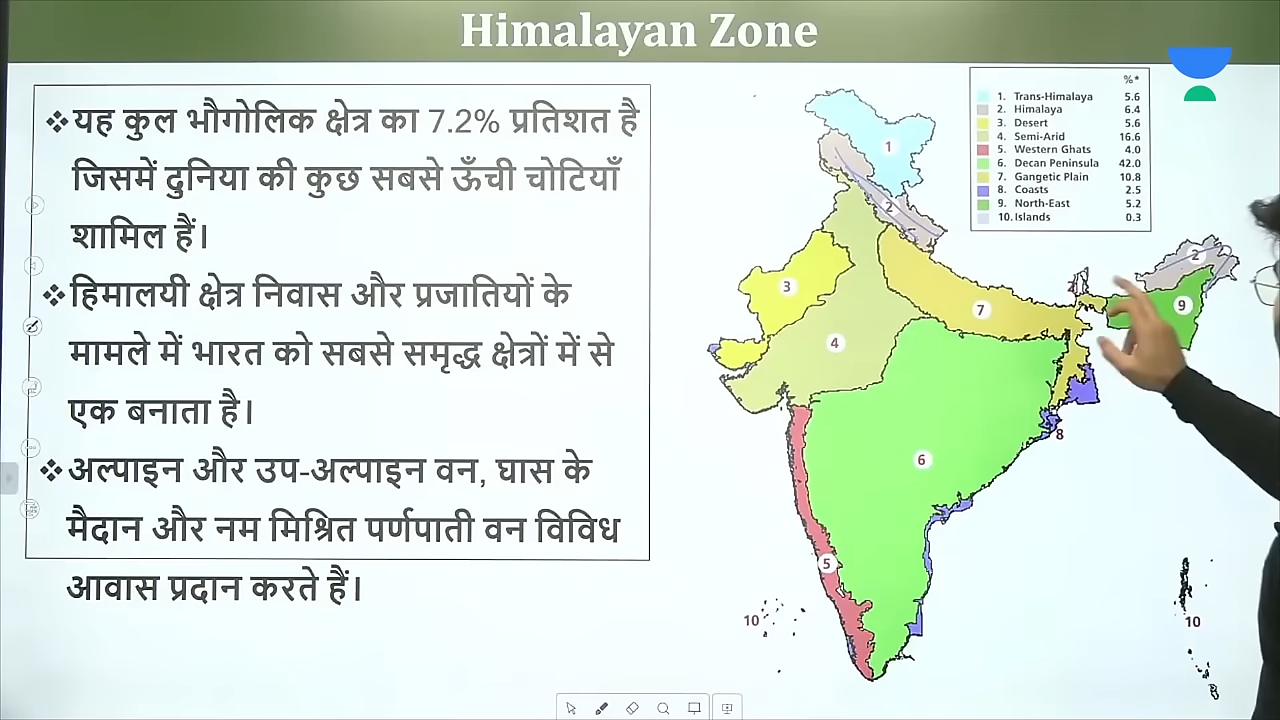 Himalayan Zone
❖यह कुल भौगोलिक क्षेत्र का 7.2% प्रतिशत है
जिसमें दुनिया की कुछ सबसे ऊँची चोटियाँ
शामिल हैं।
❖हिमालयी क्षेत्र निवास और प्रजातियों के
मामले में भारत को सबसे समृद्ध क्षेत्रों में से
एक बनाता है।
❖अल्पाइन और उप-अल्पाइन वन, घास के
मैदान और नम मिश्रित पर्णपाती वन विविध
आवास प्रदान करते हैं।
%*
1. Trans-Himalaya 5.6
2. Himalaya 6.4
3. Desert 5.6
4. Semi-Arid 16.6
5. Western Ghats 4.0
6. Decan Peninsula 42.0
7. Gangetic Plain 10.8
8. Coasts 2.5
9. North-East 5.2
10. Islands 0.3
1
2
2
2
3
9
7
4
8
6
5
10
10